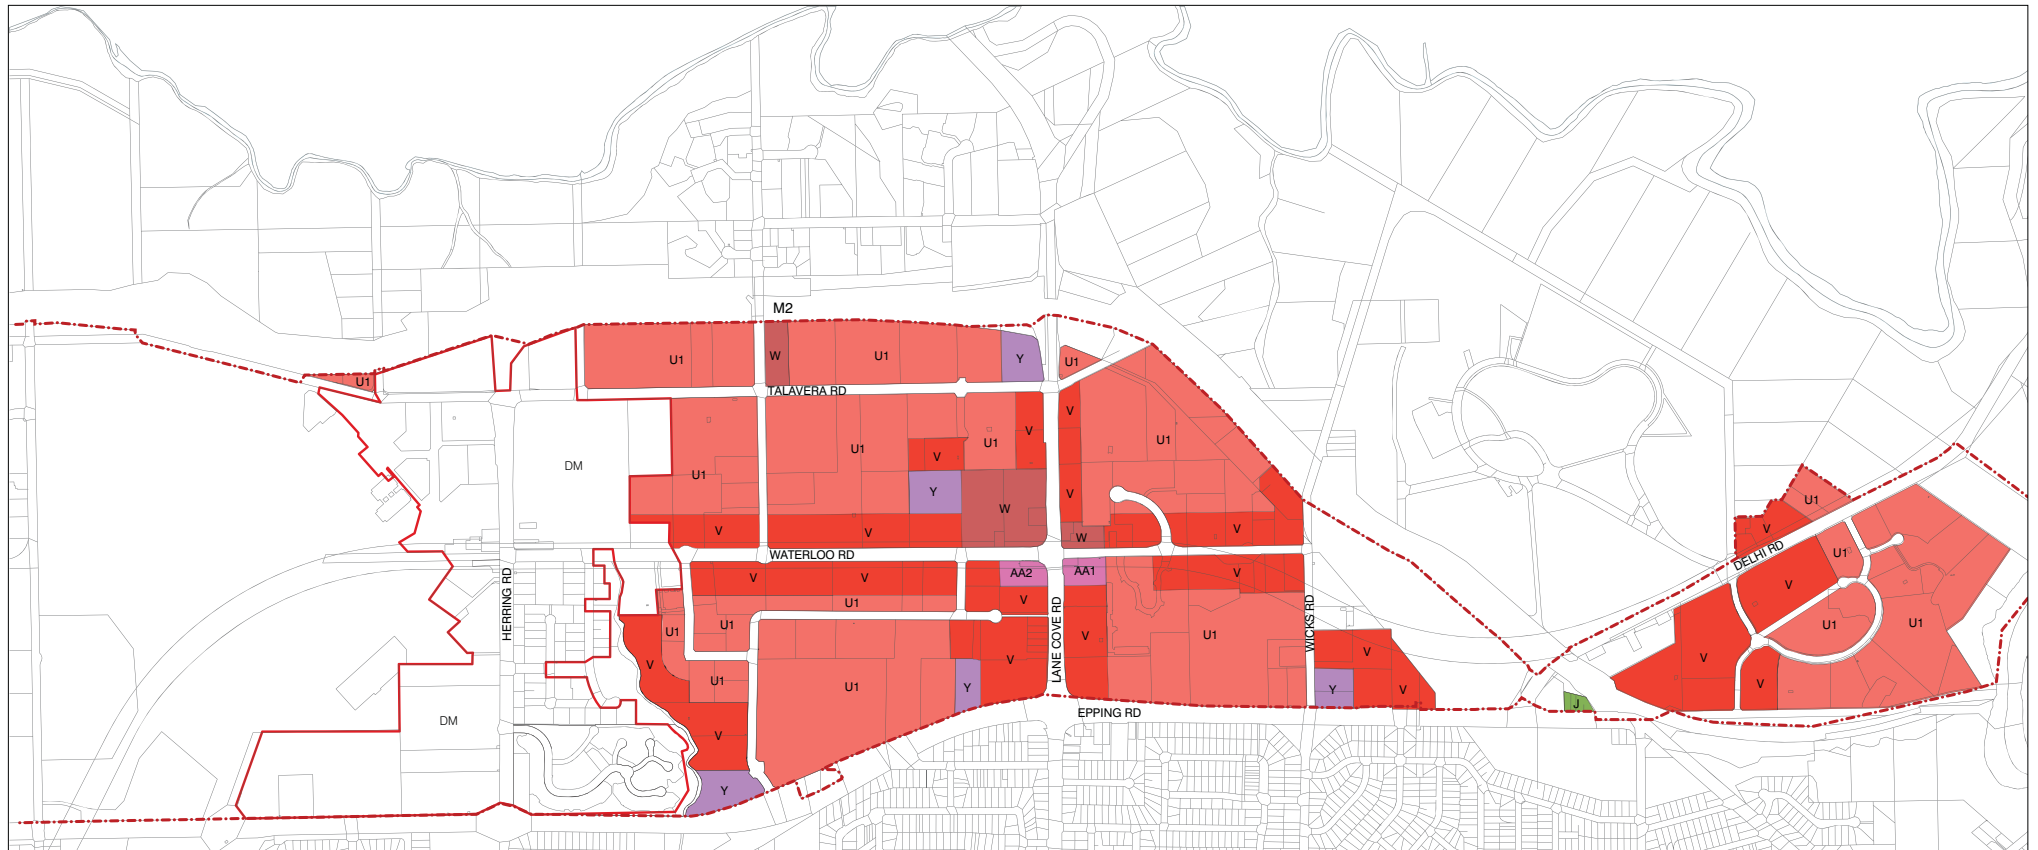 M2
W
Y
U1
U1
U1
U1
TALAVERA RD
V
V
U1
U1
U1
V
DM
U1
Y
V
W
U1
V
V
V
W
V
WATERLOO RD
DELHI RD
U1
V
V
AA2
AA1
V
V
U1
V
HERRING RD
LANE COVE RD
WICKS RD
U1
U1
V
U1
U1
U1
V
V
V
V
U1
U1
Y
Y
V
V
V
J
DM
EPPING RD
V
Y